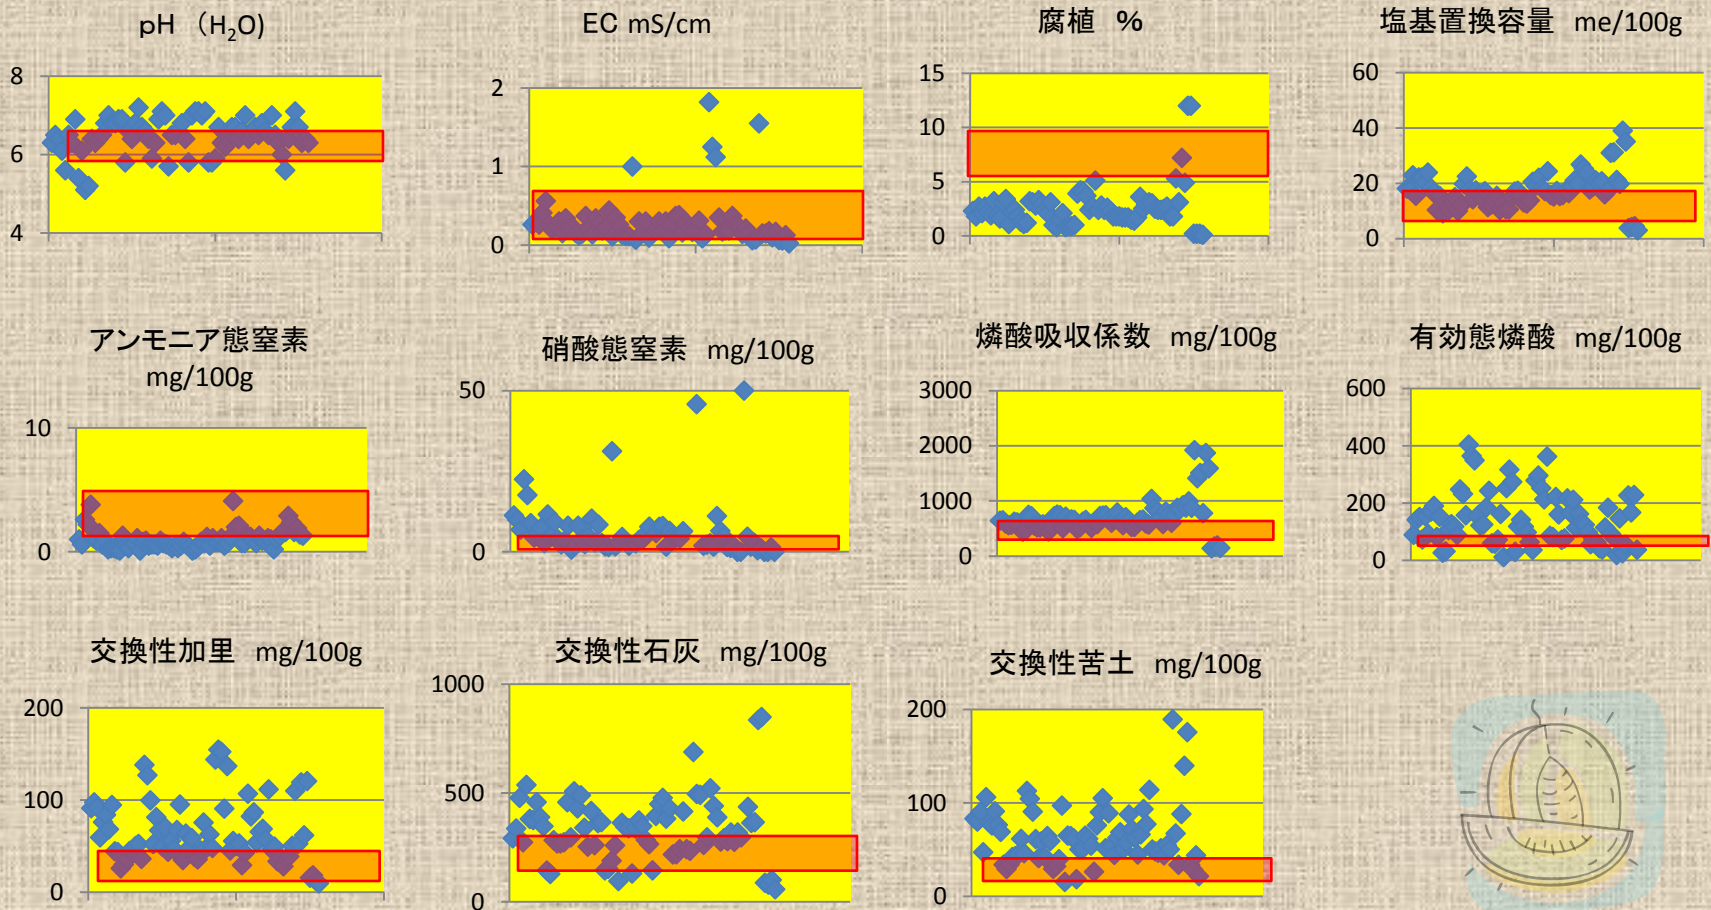 pH （H₂O)
8
6
4
EC mS/cm
2
1
0
腐植 %
15
10
5
0
塩基置換容量 me/100g
60
40
20
0
アンモニア態窒素
mg/100g
10
0
硝酸態窒素 mg/100g
50
0
燐酸吸収係数 mg/100g
3000
2000
1000
0
有効態燐酸 mg/100g
600
400
200
0
交換性加里 mg/100g
200
100
0
交換性石灰 mg/100g
1000
500
0
交換性苦土 mg/100g
200
100
0